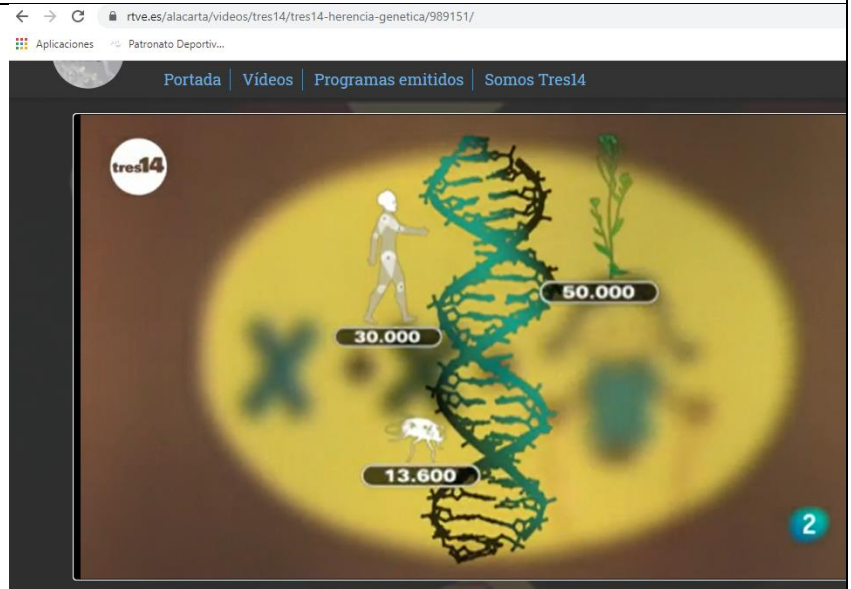 rtve.es/alacarta/videos/tres14/tres14-herencia-genetica/989151/
Aplicaciones Patronato Deportiv...
Portada Vídeos Programas emitidos Somos Tres14
tres14
50.000
30.000
13.600
2